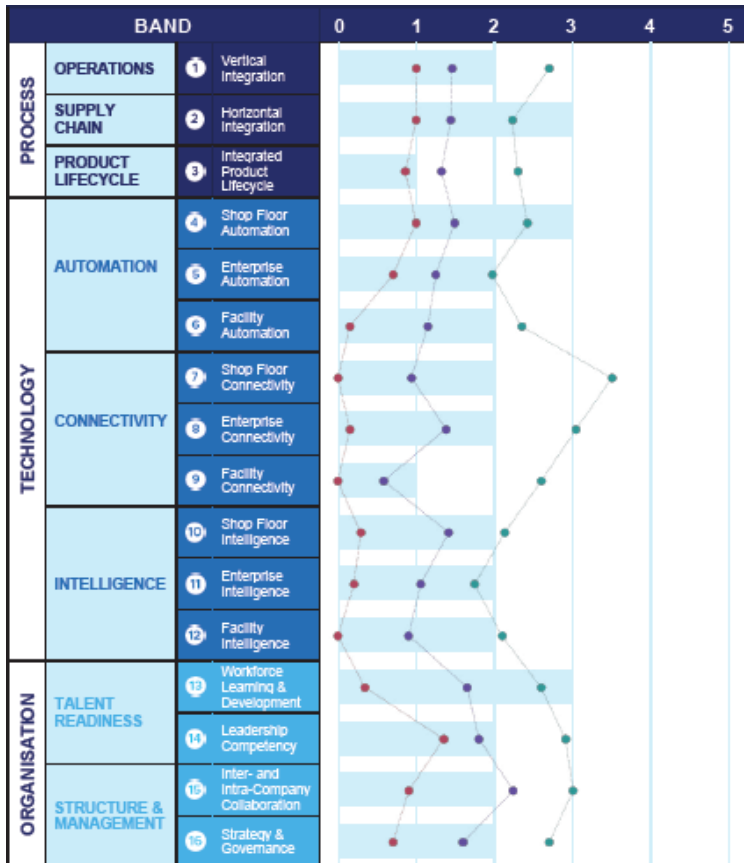 BAND
0 1 2 3 4 5
PROCESS
OPERATIONS
1
Vertical
Integration
SUPPLY
CHAIN
2
Horizontal
Integration
PRODUCT
LIFECYCLE
3
Integrated
Product
Lifecycle
TECHNOLOGY
AUTOMATION
4
Shop Floor
Automation
5
Enterprise
Automation
6
Facility
Automation
CONNECTIVITY
7
Shop Floor
Connectivity
8
Enterprise
Connectivity
9
Facility
Connectivity
INTELLIGENCE
10
Shop Floor
Intelligence
11
Enterprise
Intelligence
12
Facility
Intelligence
ORGANISATION
TALENT
READINESS
13
Workforce
Learning &
Development
14
Leadership
Competency
STRUCTURE &
MANAGEMENT
15
Inter- and
Intra-Company
Collaboration
16
Strategy &
Governance